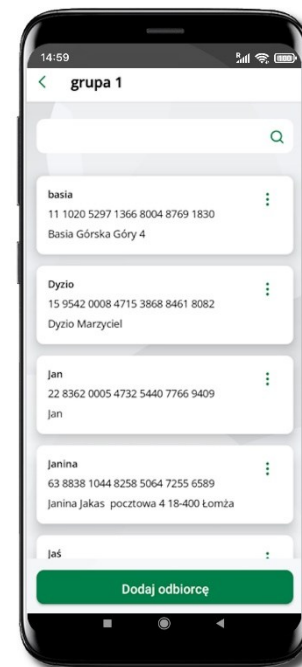 14:59
grupa 1
basia
11 1020 5297 1366 8004 8769 1830
Basia Górska Góry 4
Dyzio
15 9542 0008 4715 3868 8461 8082
Dyzio Marzyciel
Jan
22 8362 0005 4732 5440 7766 9409
Jan
Janina
63 8838 1044 8258 5064 7255 6589
Janina Jakas pocztowa 4 18-400 Łomża
Jaś
Dodaj odbiorcę